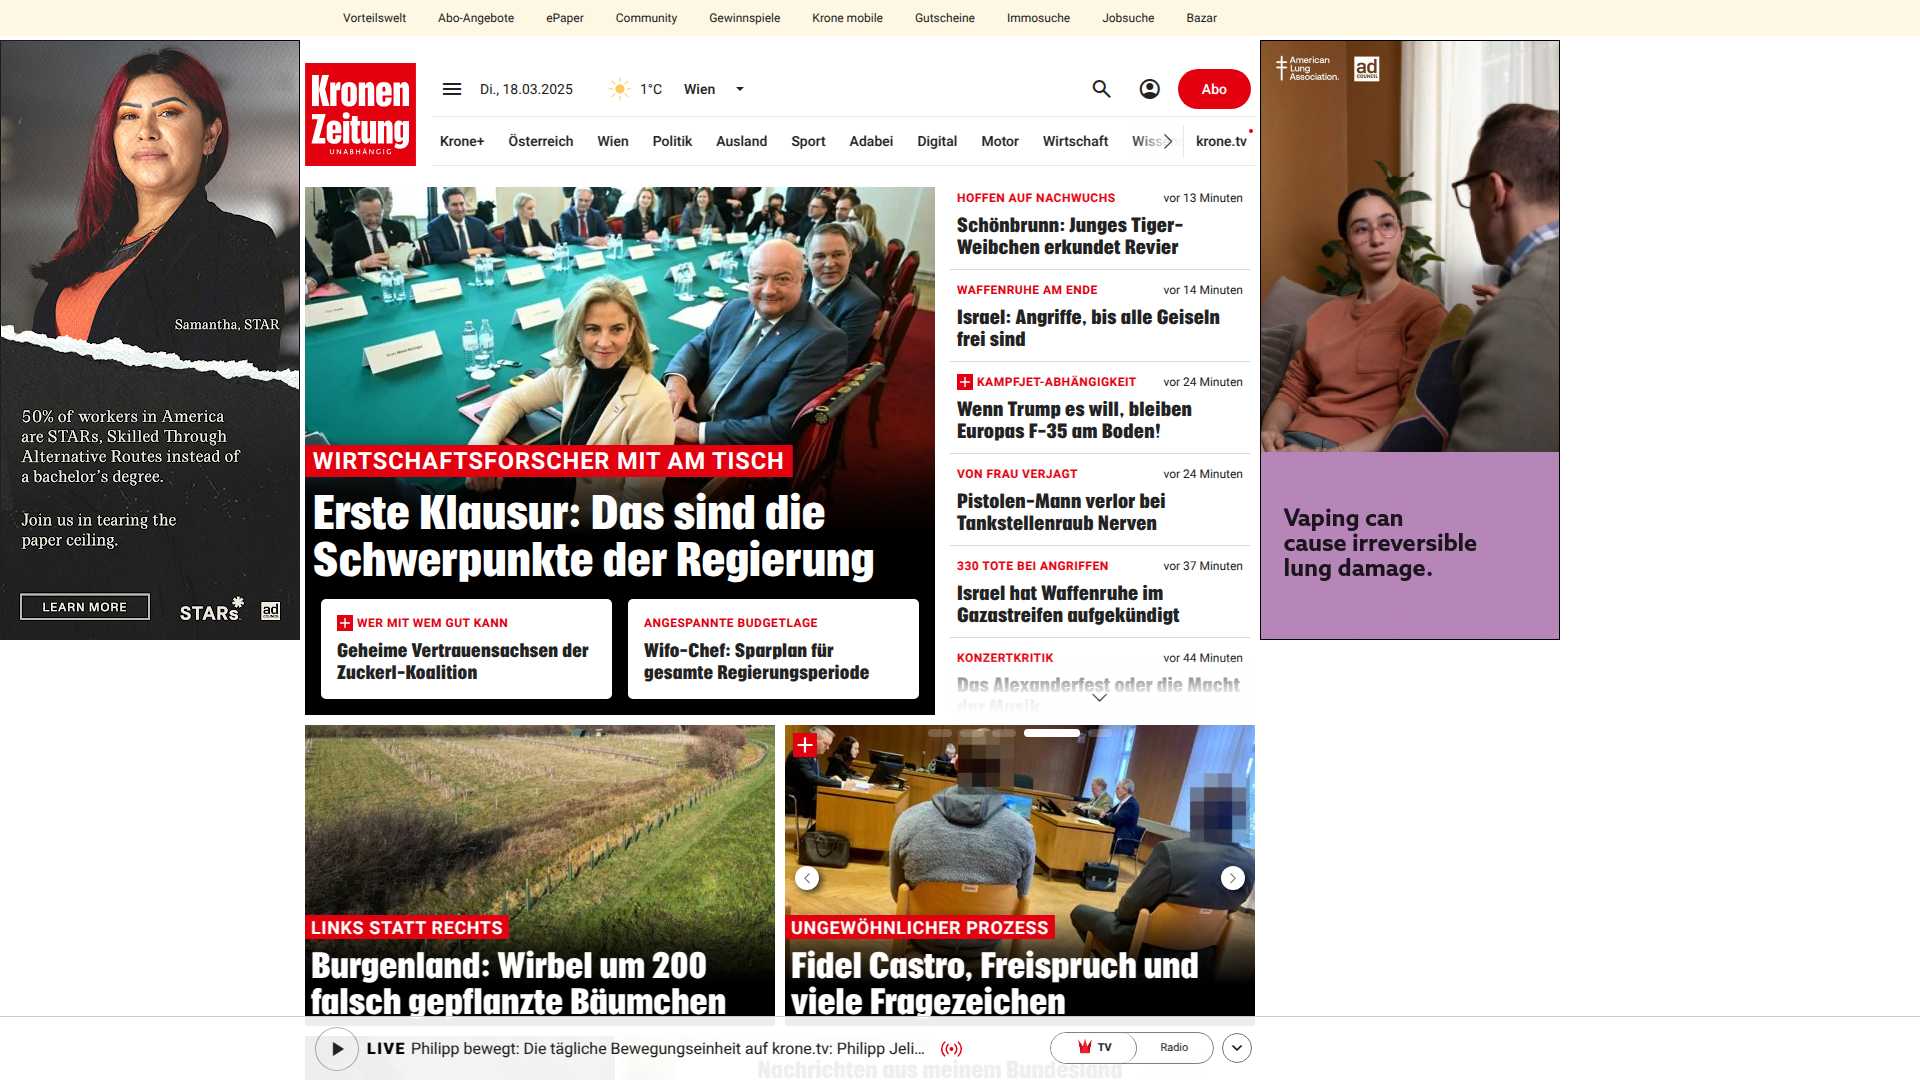 Vorteilswelt Abo-Angebote ePaper Community Gewinnspiele Krone mobile Gutscheine Immosuche Jobsuche Bazar
Kronen
Zeitung
UNABHÄNGIG
Di., 18.03.2025 1°C Wien
Abo
Krone+ Österreich Wien Politik Ausland Sport Adabei Digital Motor Wirtschaft Wiss krone.tv
Samantha, STAR
50% of workers in America
are STARs, Skilled Through
Alternative Routes instead of
a bachelor's degree.
Join us in tearing the
paper ceiling.
LEARN MORE
STARs
ad
COUNCIL
WIRTSCHAFTSFORSCHER MIT AM TISCH
Erste Klausur: Das sind die
Schwerpunkte der Regierung
WER MIT WEM GUT KANN
Geheime Vertrauensachsen der
Zuckerl-Koalition
ANGESPANNTE BUDGETLAGE
Wifo-Chef: Sparplan für
gesamte Regierungsperiode
HOFFEN AUF NACHWUCHS vor 13 Minuten
Schönbrunn: Junges Tiger-
Weibchen erkundet Revier
WAFFENRUHE AM ENDE vor 14 Minuten
Israel: Angriffe, bis alle Geiseln
frei sind
KAMPFJET-ABHÄNGIGKEIT vor 24 Minuten
Wenn Trump es will, bleiben
Europas F-35 am Boden!
VON FRAU VERJAGT vor 24 Minuten
Pistolen-Mann verlor bei
Tankstellenraub Nerven
330 TOTE BEI ANGRIFFEN vor 37 Minuten
Israel hat Waffenruhe im
Gazastreifen aufgekündigt
KONZERTKRITIK vor 44 Minuten
Das Alexanderfest oder die Macht
der Musik
American
Lung
Association.
ad
COUNCIL
Vaping can
cause irreversible
lung damage.
LINKS STATT RECHTS
Burgenland: Wirbel um 200
falsch gepflanzte Bäumchen
UNGEWÖHNLICHER PROZESS
Fidel Castro, Freispruch und
viele Fragezeichen
LIVE Philipp bewegt: Die tägliche Bewegungseinheit auf krone.tv: Philipp Jeli...
TV Radio
Nachrichten aus meinem Bundesland